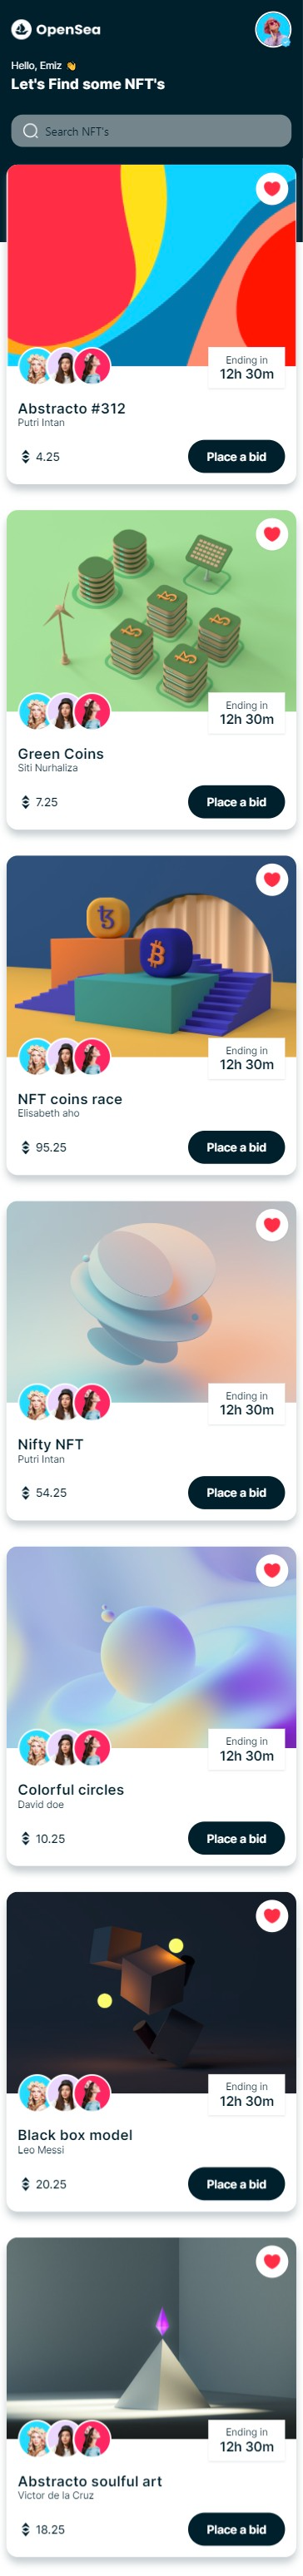 OpenSea
Hello, Emiz 👋
Let's Find some NFT's
Search NFT's
Ending in
12h 30m
Abstracto #312
Putri Intan
4.25
Place a bid
Ending in
12h 30m
Green Coins
Siti Nurhaliza
7.25
Place a bid
Ending in
12h 30m
NFT coins race
Elisabeth aho
95.25
Place a bid
Ending in
12h 30m
Nifty NFT
Putri Intan
54.25
Place a bid
Ending in
12h 30m
Colorful circles
David doe
10.25
Place a bid
Ending in
12h 30m
Black box model
Leo Messi
20.25
Place a bid
Ending in
12h 30m
Abstracto soulful art
Victor de la Cruz
18.25
Place a bid